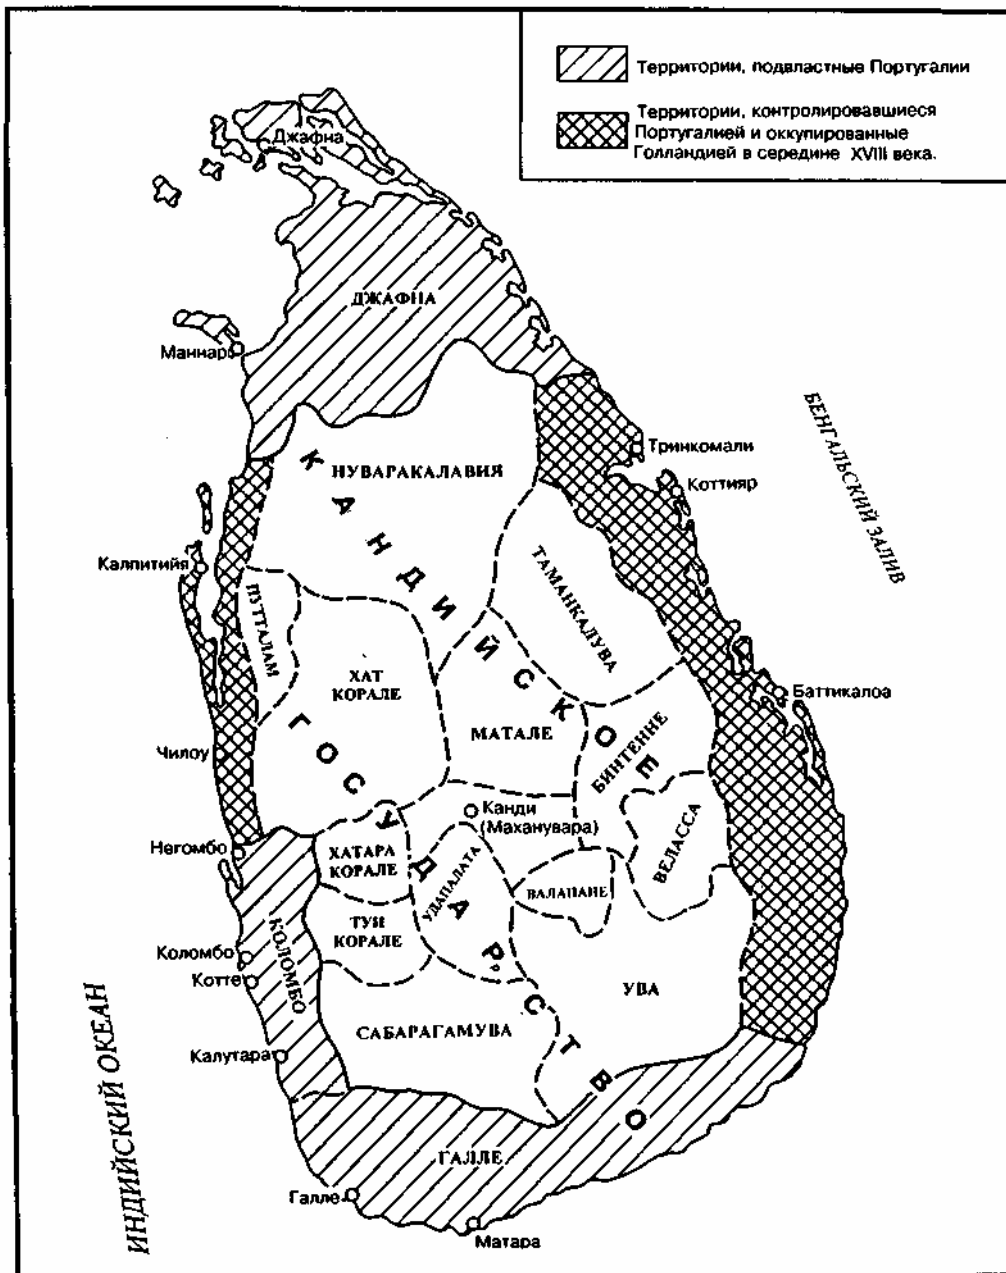 Территории, подвластные Португалии
Территории, контролировавшиеся
Португалией и оккупированные
Голландией в середине XVIII века.
Джафна
ДЖАФНА
Маннар
Тринкомали
Коттияр
БЕНГАЛЬСКИЙ ЗАЛИВ
КАНДИЙСКОЕ
ГОСУДАРСТВО
НУВАРАКАЛАВИЯ
Калпитийя
ПУТТАЛАМ
ТАМАНКАДУВА
ХАТ
КОРАЛЕ
Баттикалоа
МАТАЛЕ
БИНТЕННЕ
Чилоу
Канди
(Маханувара)
ВЕЛАССА
Негомбо
ХАТАРА
КОРАЛЕ
УДАПАЛАТА
ВАЛАПАНЕ
ТУН
КОРАЛЕ
КОЛОМБО
Коломбо
Котте
УВА
САБАРАГАМУВА
Калутара
ИНДИЙСКИЙ ОКЕАН
ГАЛЛЕ
Галле
Матара